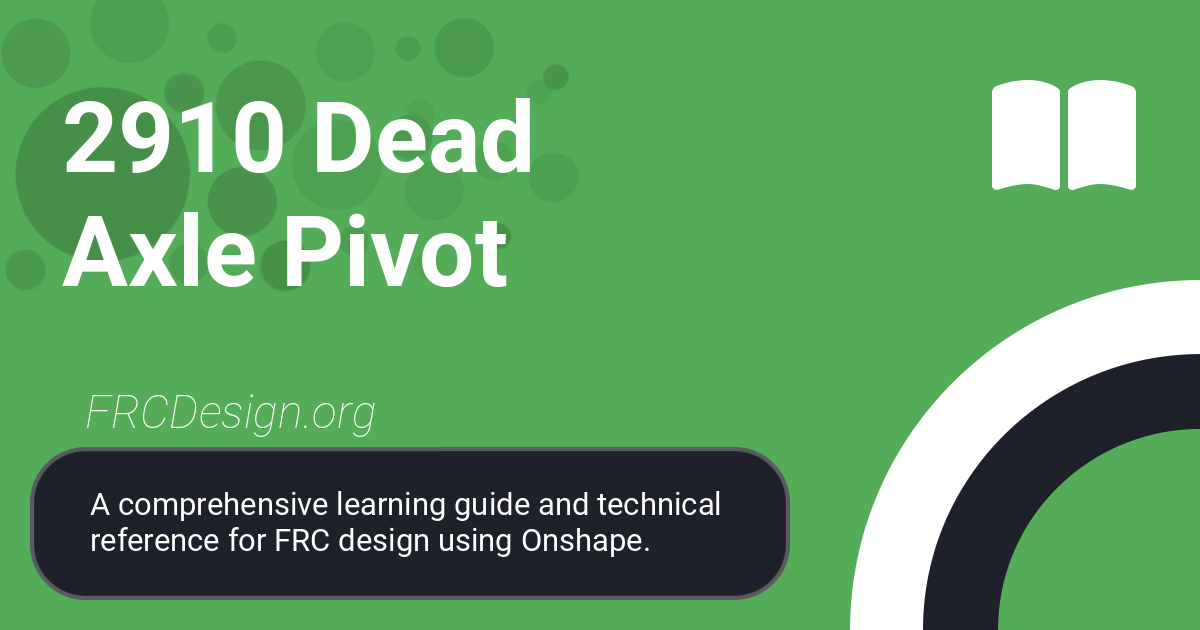 2910 Dead
Axle Pivot
FRCDesign.org
A comprehensive learning guide and technical
reference for FRC design using Onshape.